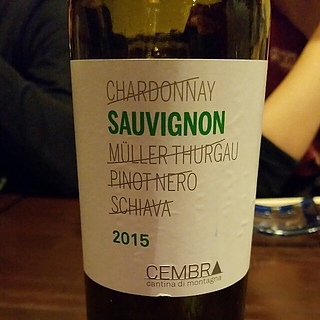 CHARDONNAY
SAUVIGNON
MÜLLER THURGAU
PINOT NERO
SCHIAVA
2015
CEMBRA
cantina di montagna